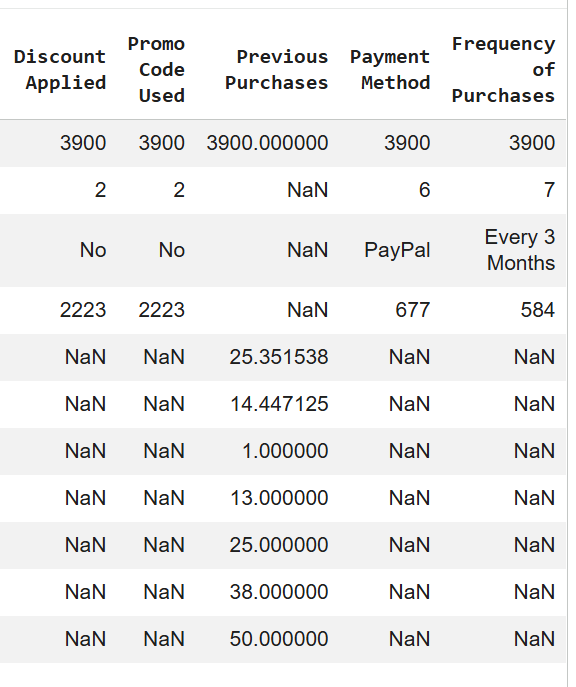 Discount Applied Promo Code Used Previous Purchases Payment Method Frequency of Purchases
3900 3900 3900.000000 3900 3900
2 2 NaN 6 7
No No NaN PayPal Every 3 Months
2223 2223 NaN 677 584
NaN NaN 25.351538 NaN NaN
NaN NaN 14.447125 NaN NaN
NaN NaN 1.000000 NaN NaN
NaN NaN 13.000000 NaN NaN
NaN NaN 25.000000 NaN NaN
NaN NaN 38.000000 NaN NaN
NaN NaN 50.000000 NaN NaN